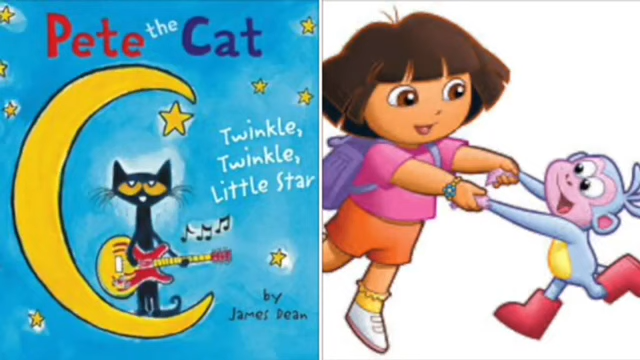 Pete the Cat
Twinkle,
Twinkle,
Little Star
by
James Dean